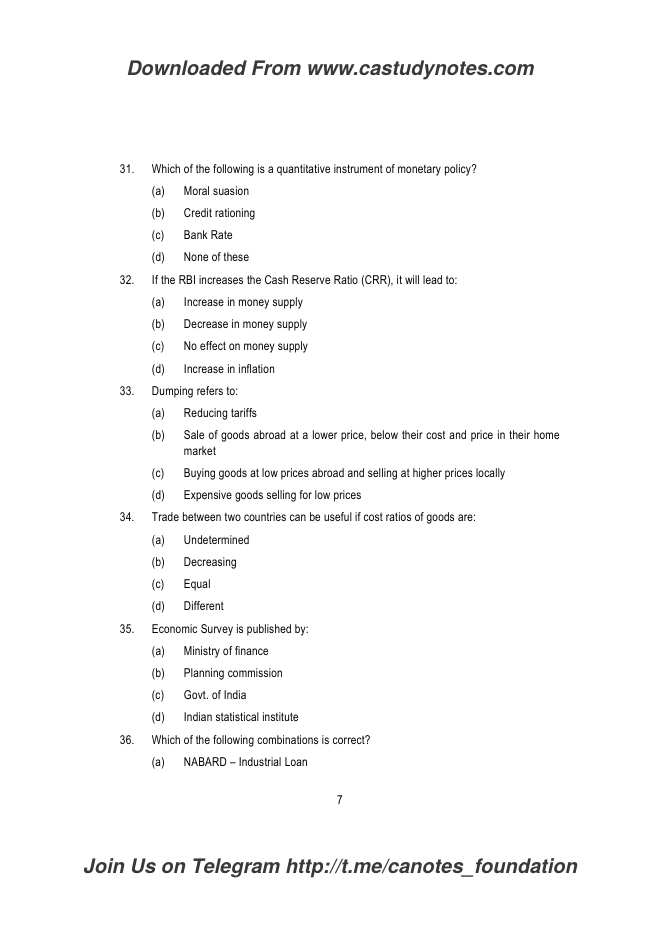 Downloaded From www.castudynotes.com
31. Which of the following is a quantitative instrument of monetary policy?
(a) Moral suasion
(b) Credit rationing
(c) Bank Rate
(d) None of these
32. If the RBI increases the Cash Reserve Ratio (CRR), it will lead to:
(a) Increase in money supply
(b) Decrease in money supply
(c) No effect on money supply
(d) Increase in inflation
33. Dumping refers to:
(a) Reducing tariffs
(b) Sale of goods abroad at a lower price, below their cost and price in their home
market
(c) Buying goods at low prices abroad and selling at higher prices locally
(d) Expensive goods selling for low prices
34. Trade between two countries can be useful if cost ratios of goods are:
(a) Undetermined
(b) Decreasing
(c) Equal
(d) Different
35. Economic Survey is published by:
(a) Ministry of finance
(b) Planning commission
(c) Govt. of India
(d) Indian statistical institute
36. Which of the following combinations is correct?
(a) NABARD – Industrial Loan
7
Join Us on Telegram http://t.me/canotes_foundation